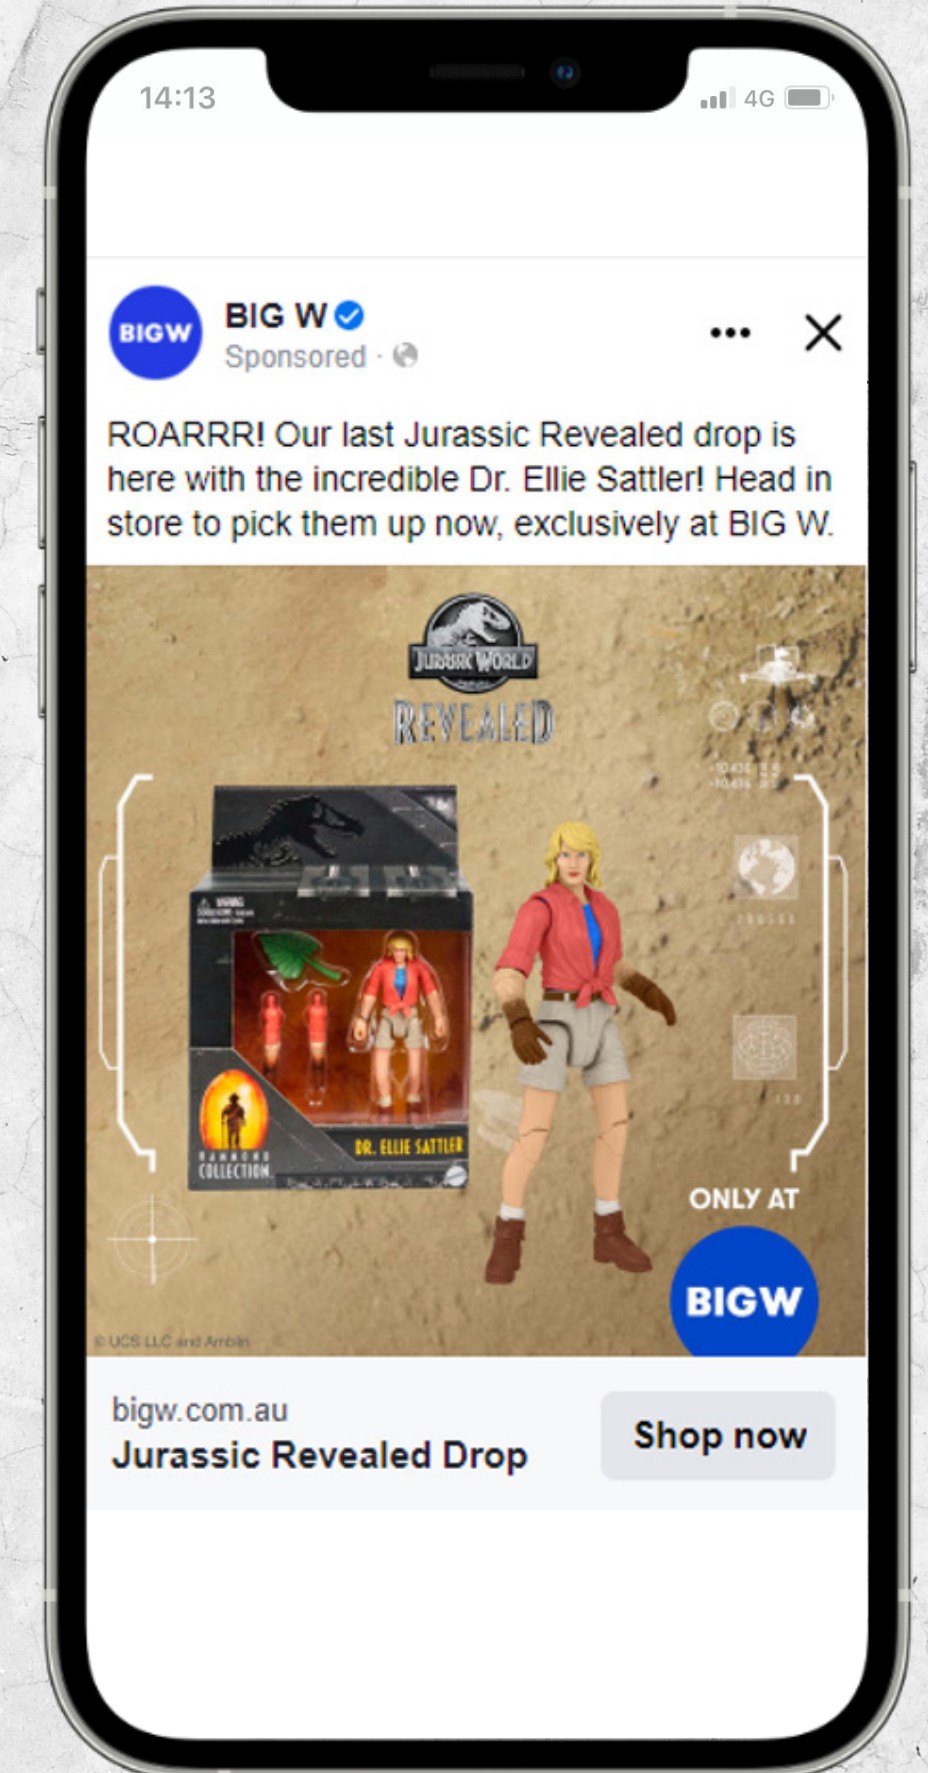 14:13
4G
BIGW
BIG W
Sponsored ·
ROARRR! Our last Jurassic Revealed drop is
here with the incredible Dr. Ellie Sattler! Head in
store to pick them up now, exclusively at BIG W.
JURASSIC WORLD
REVEALED
WARNING
DR. ELLIE SATTLER
HAMMOND
COLLECTION
ONLY AT
BIGW
© UCS LLC and Amblin
bigw.com.au
Jurassic Revealed Drop
Shop now